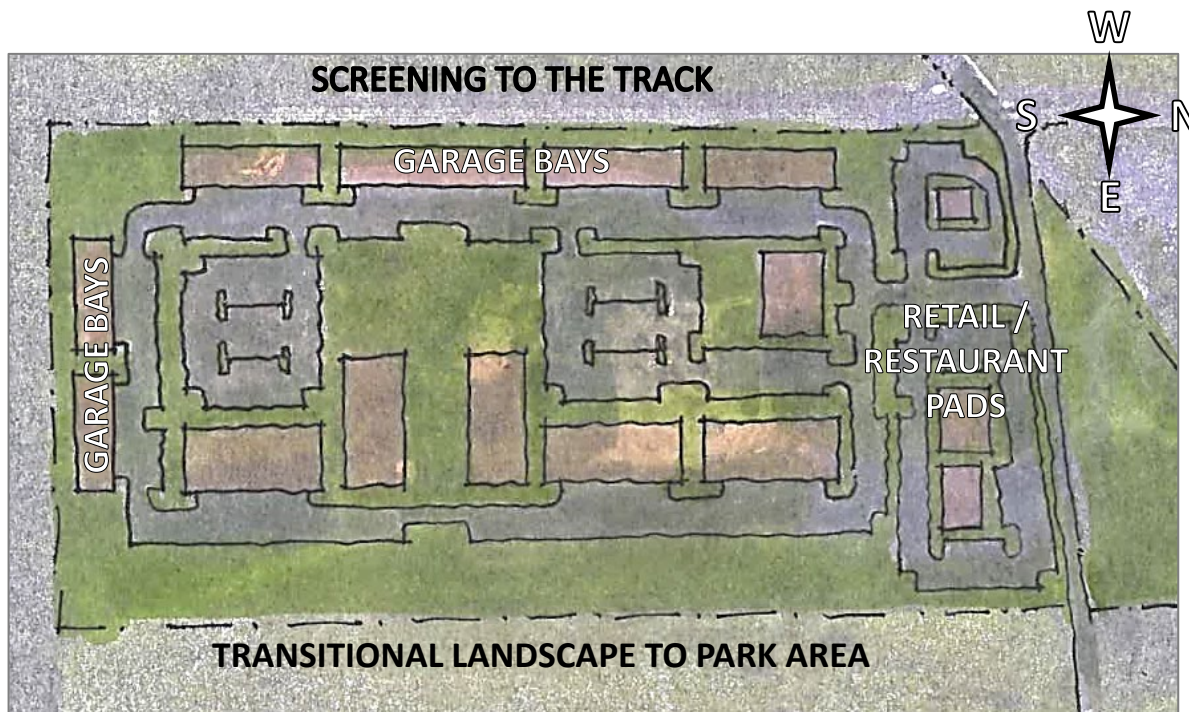 W
SCREENING TO THE TRACK
S
N
GARAGE BAYS
E
GARAGE BAYS
RETAIL /
RESTAURANT
PADS
TRANSITIONAL LANDSCAPE TO PARK AREA